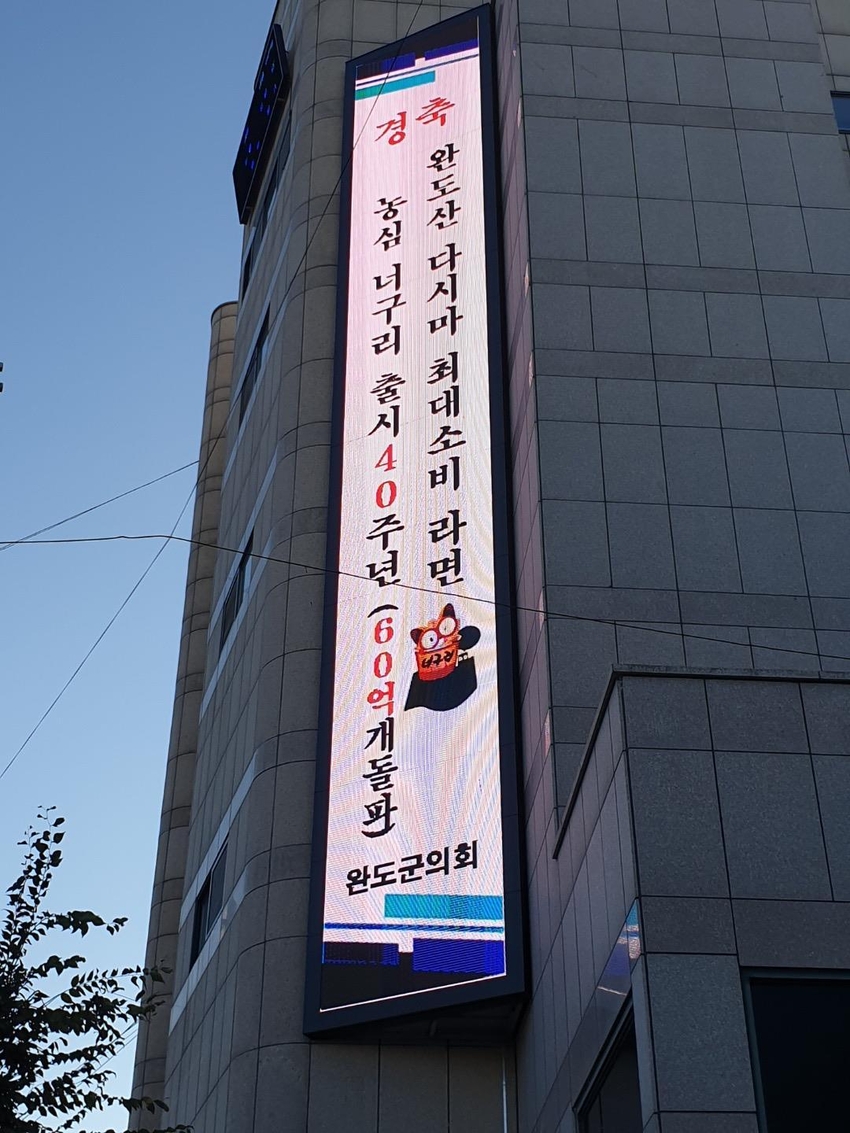 경축
완도산 다시마 최대소비 라면
농심 너구리 출시40주년 (60억개돌파)
너구리
완도군의회